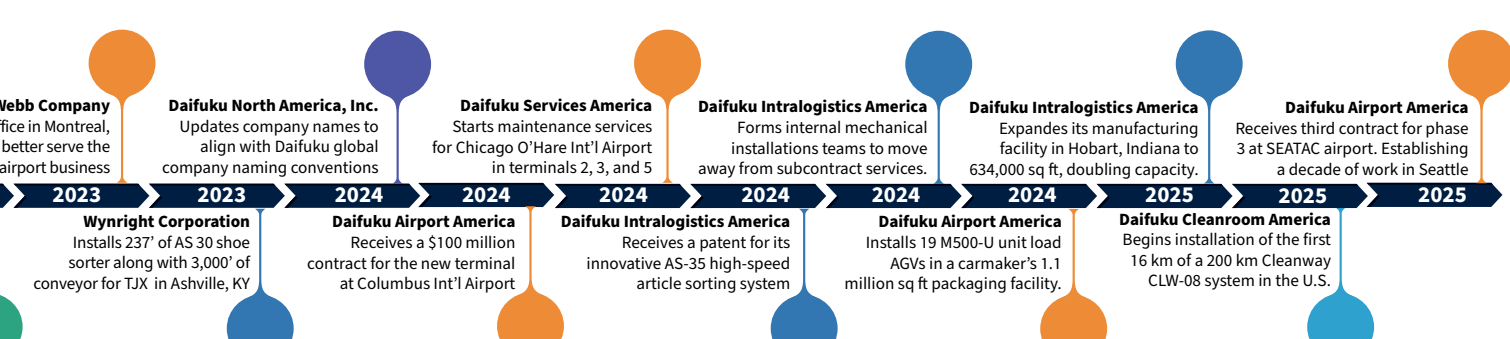 Webb Company
ffice in Montreal,
better serve the
airport business
Daifuku North America, Inc.
Updates company names to
align with Daifuku global
company naming conventions
Daifuku Services America
Starts maintenance services
for Chicago O’Hare Int’l Airport
in terminals 2, 3, and 5
Daifuku Intralogistics America
Forms internal mechanical
installations teams to move
away from subcontract services.
Daifuku Intralogistics America
Expandes its manufacturing
facility in Hobart, Indiana to
634,000 sq ft, doubling capacity.
Daifuku Airport America
Receives third contract for phase
3 at SEATAC airport. Establishing
a decade of work in Seattle
2023 2023 2024 2024 2024 2024 2024 2024 2025 2025 2025
Wynright Corporation
Installs 237’ of AS 30 shoe
sorter along with 3,000’ of
conveyor for TJX in Ashville, KY
Daifuku Airport America
Receives a $100 million
contract for the new terminal
at Columbus Int’l Airport
Daifuku Intralogistics America
Receives a patent for its
innovative AS-35 high-speed
article sorting system
Daifuku Airport America
Installs 19 M500-U unit load
AGVs in a carmaker’s 1.1
million sq ft packaging facility.
Daifuku Cleanroom America
Begins installation of the first
16 km of a 200 km Cleanway
CLW-08 system in the U.S.